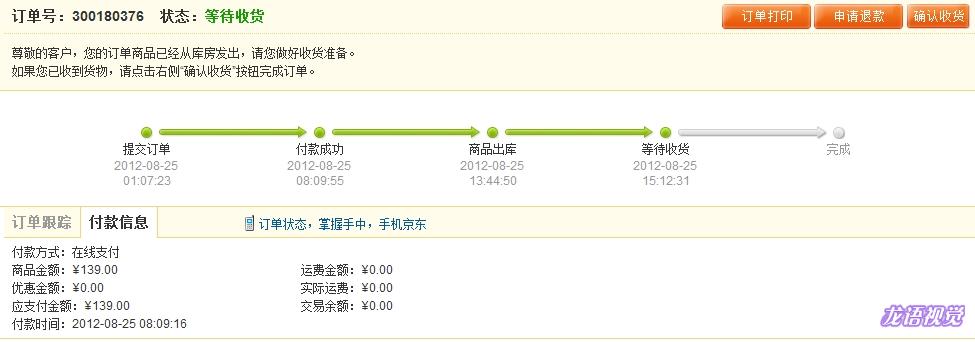 订单号：300180376 状态：等待收货 订单打印 申请退款 确认收货
尊敬的客户，您的订单商品已经从库房发出，请您做好收货准备。
如果您已收到货物，请点击右侧“确认收货”按钮完成订单。
提交订单 付款成功 商品出库 等待收货 完成
2012-08-25 2012-08-25 2012-08-25 2012-08-25
01:07:23 08:09:55 13:44:50 15:12:31
订单跟踪 付款信息 订单状态，掌握手中，手机京东
付款方式：在线支付
商品金额：¥139.00 运费金额：¥0.00
优惠金额：¥0.00 实际运费：¥0.00
应支付金额：¥139.00 交易余额：¥0.00
付款时间：2012-08-25 08:09:16
龙语视觉